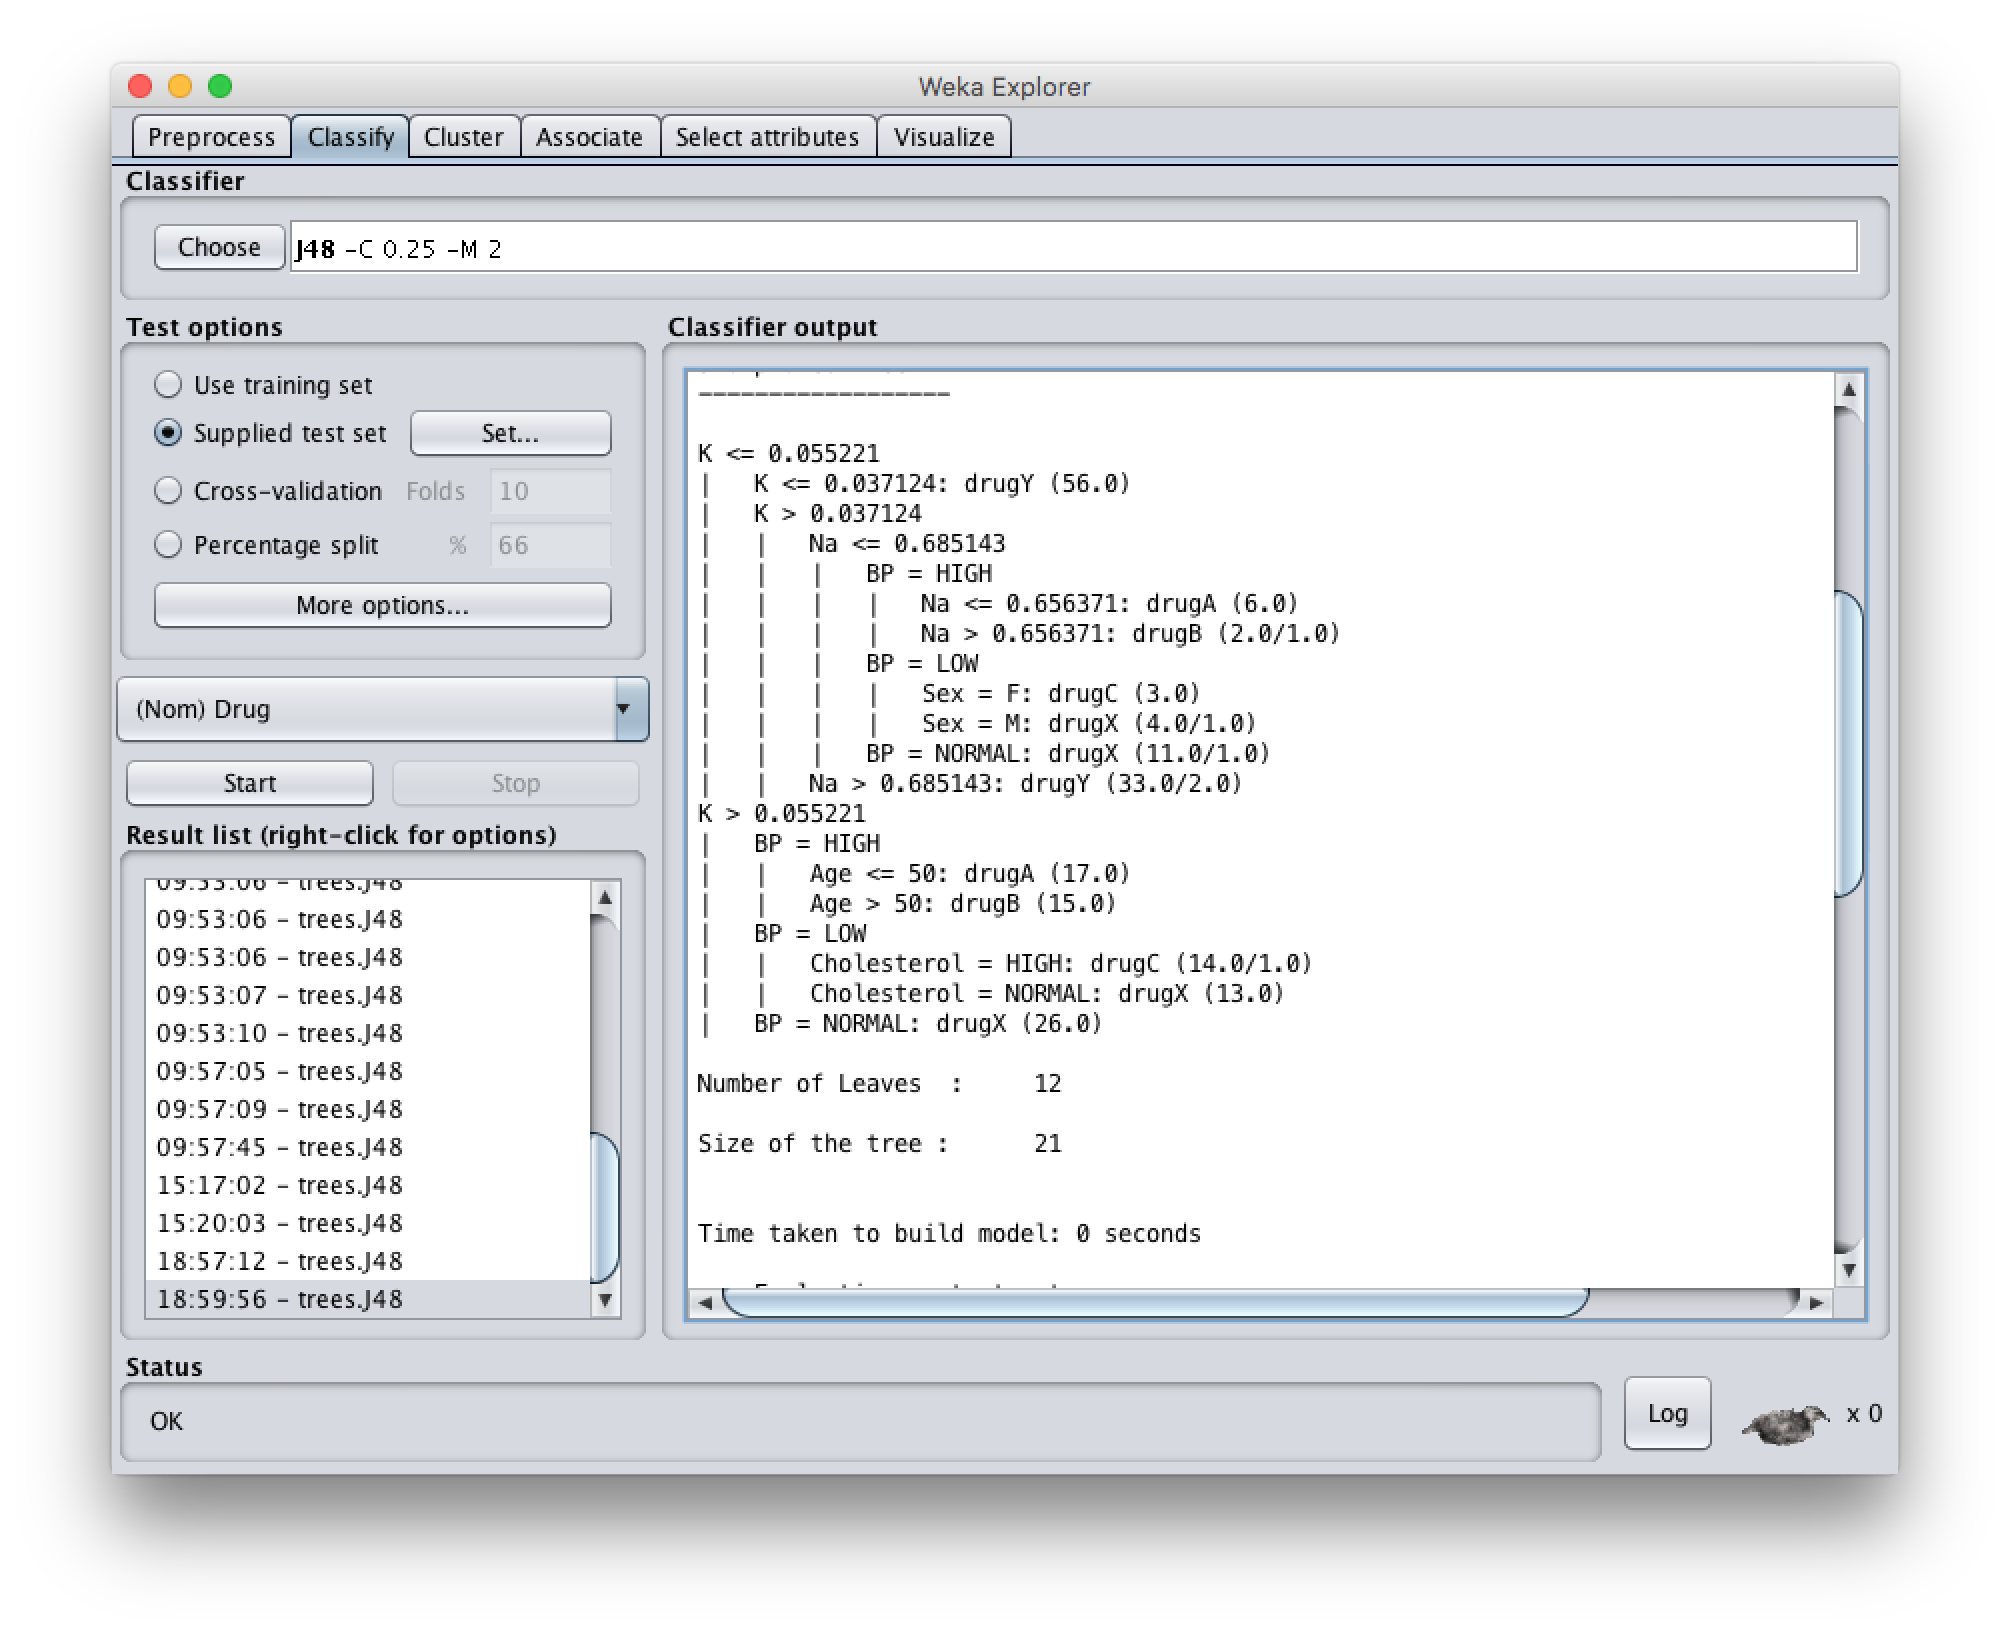 Weka Explorer
Preprocess Classify Cluster Associate Select attributes Visualize
Classifier
Choose J48 -C 0.25 -M 2
Test options
Use training set
Supplied test set Set...
Cross-validation Folds 10
Percentage split % 66
More options...
(Nom) Drug
Start Stop
Result list (right-click for options)
09:53:06 - trees.J48
09:53:06 - trees.J48
09:53:06 - trees.J48
09:53:07 - trees.J48
09:53:10 - trees.J48
09:57:05 - trees.J48
09:57:09 - trees.J48
09:57:45 - trees.J48
15:17:02 - trees.J48
15:20:03 - trees.J48
18:57:12 - trees.J48
18:59:56 - trees.J48
Classifier output
------------------
K <= 0.055221
|   K <= 0.037124: drugY (56.0)
|   K > 0.037124
|   |   Na <= 0.685143
|   |   |   BP = HIGH
|   |   |   |   Na <= 0.656371: drugA (6.0)
|   |   |   |   Na > 0.656371: drugB (2.0/1.0)
|   |   |   BP = LOW
|   |   |   |   Sex = F: drugC (3.0)
|   |   |   |   Sex = M: drugX (4.0/1.0)
|   |   |   BP = NORMAL: drugX (11.0/1.0)
|   |   Na > 0.685143: drugY (33.0/2.0)
K > 0.055221
|   BP = HIGH
|   |   Age <= 50: drugA (17.0)
|   |   Age > 50: drugB (15.0)
|   BP = LOW
|   |   Cholesterol = HIGH: drugC (14.0/1.0)
|   |   Cholesterol = NORMAL: drugX (13.0)
|   BP = NORMAL: drugX (26.0)
Number of Leaves  :     12
Size of the tree :      21
Time taken to build model: 0 seconds
Status
OK
Log x 0